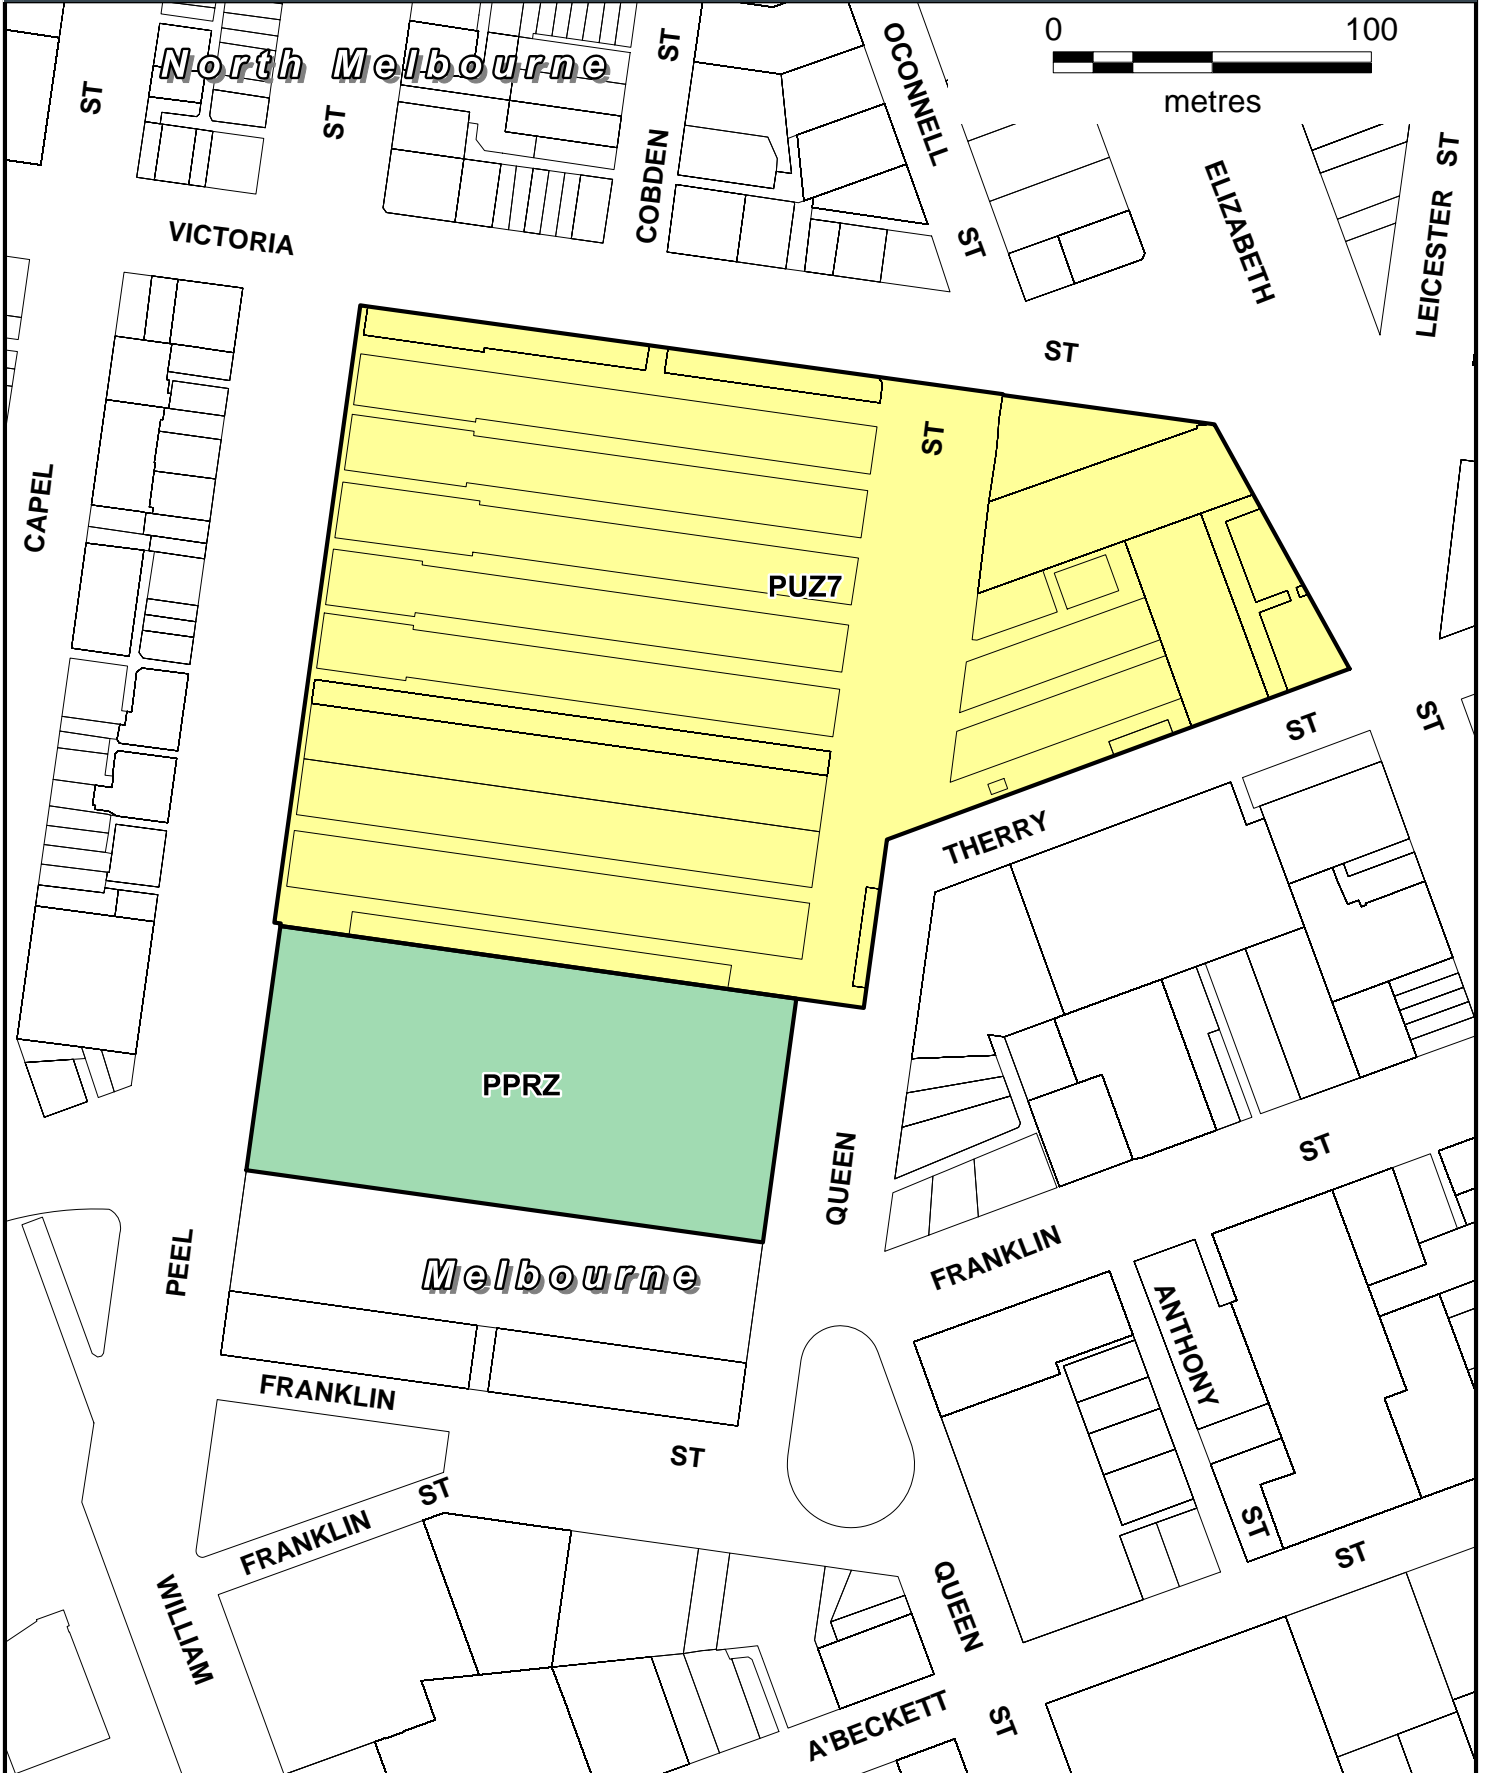 0 100
metres
North Melbourne
ST
ST
ST
OCONNELL
ST
COBDEN
ELIZABETH
LEICESTER
VICTORIA
ST
ST
ST
CAPEL
PUZ7
ST
ST
THERRY
PPRZ
QUEEN
ST
PEEL
Melbourne
FRANKLIN
ANTHONY
FRANKLIN
ST
ST
FRANKLIN
ST
ST
WILLIAM
QUEEN
A'BECKETT
ST